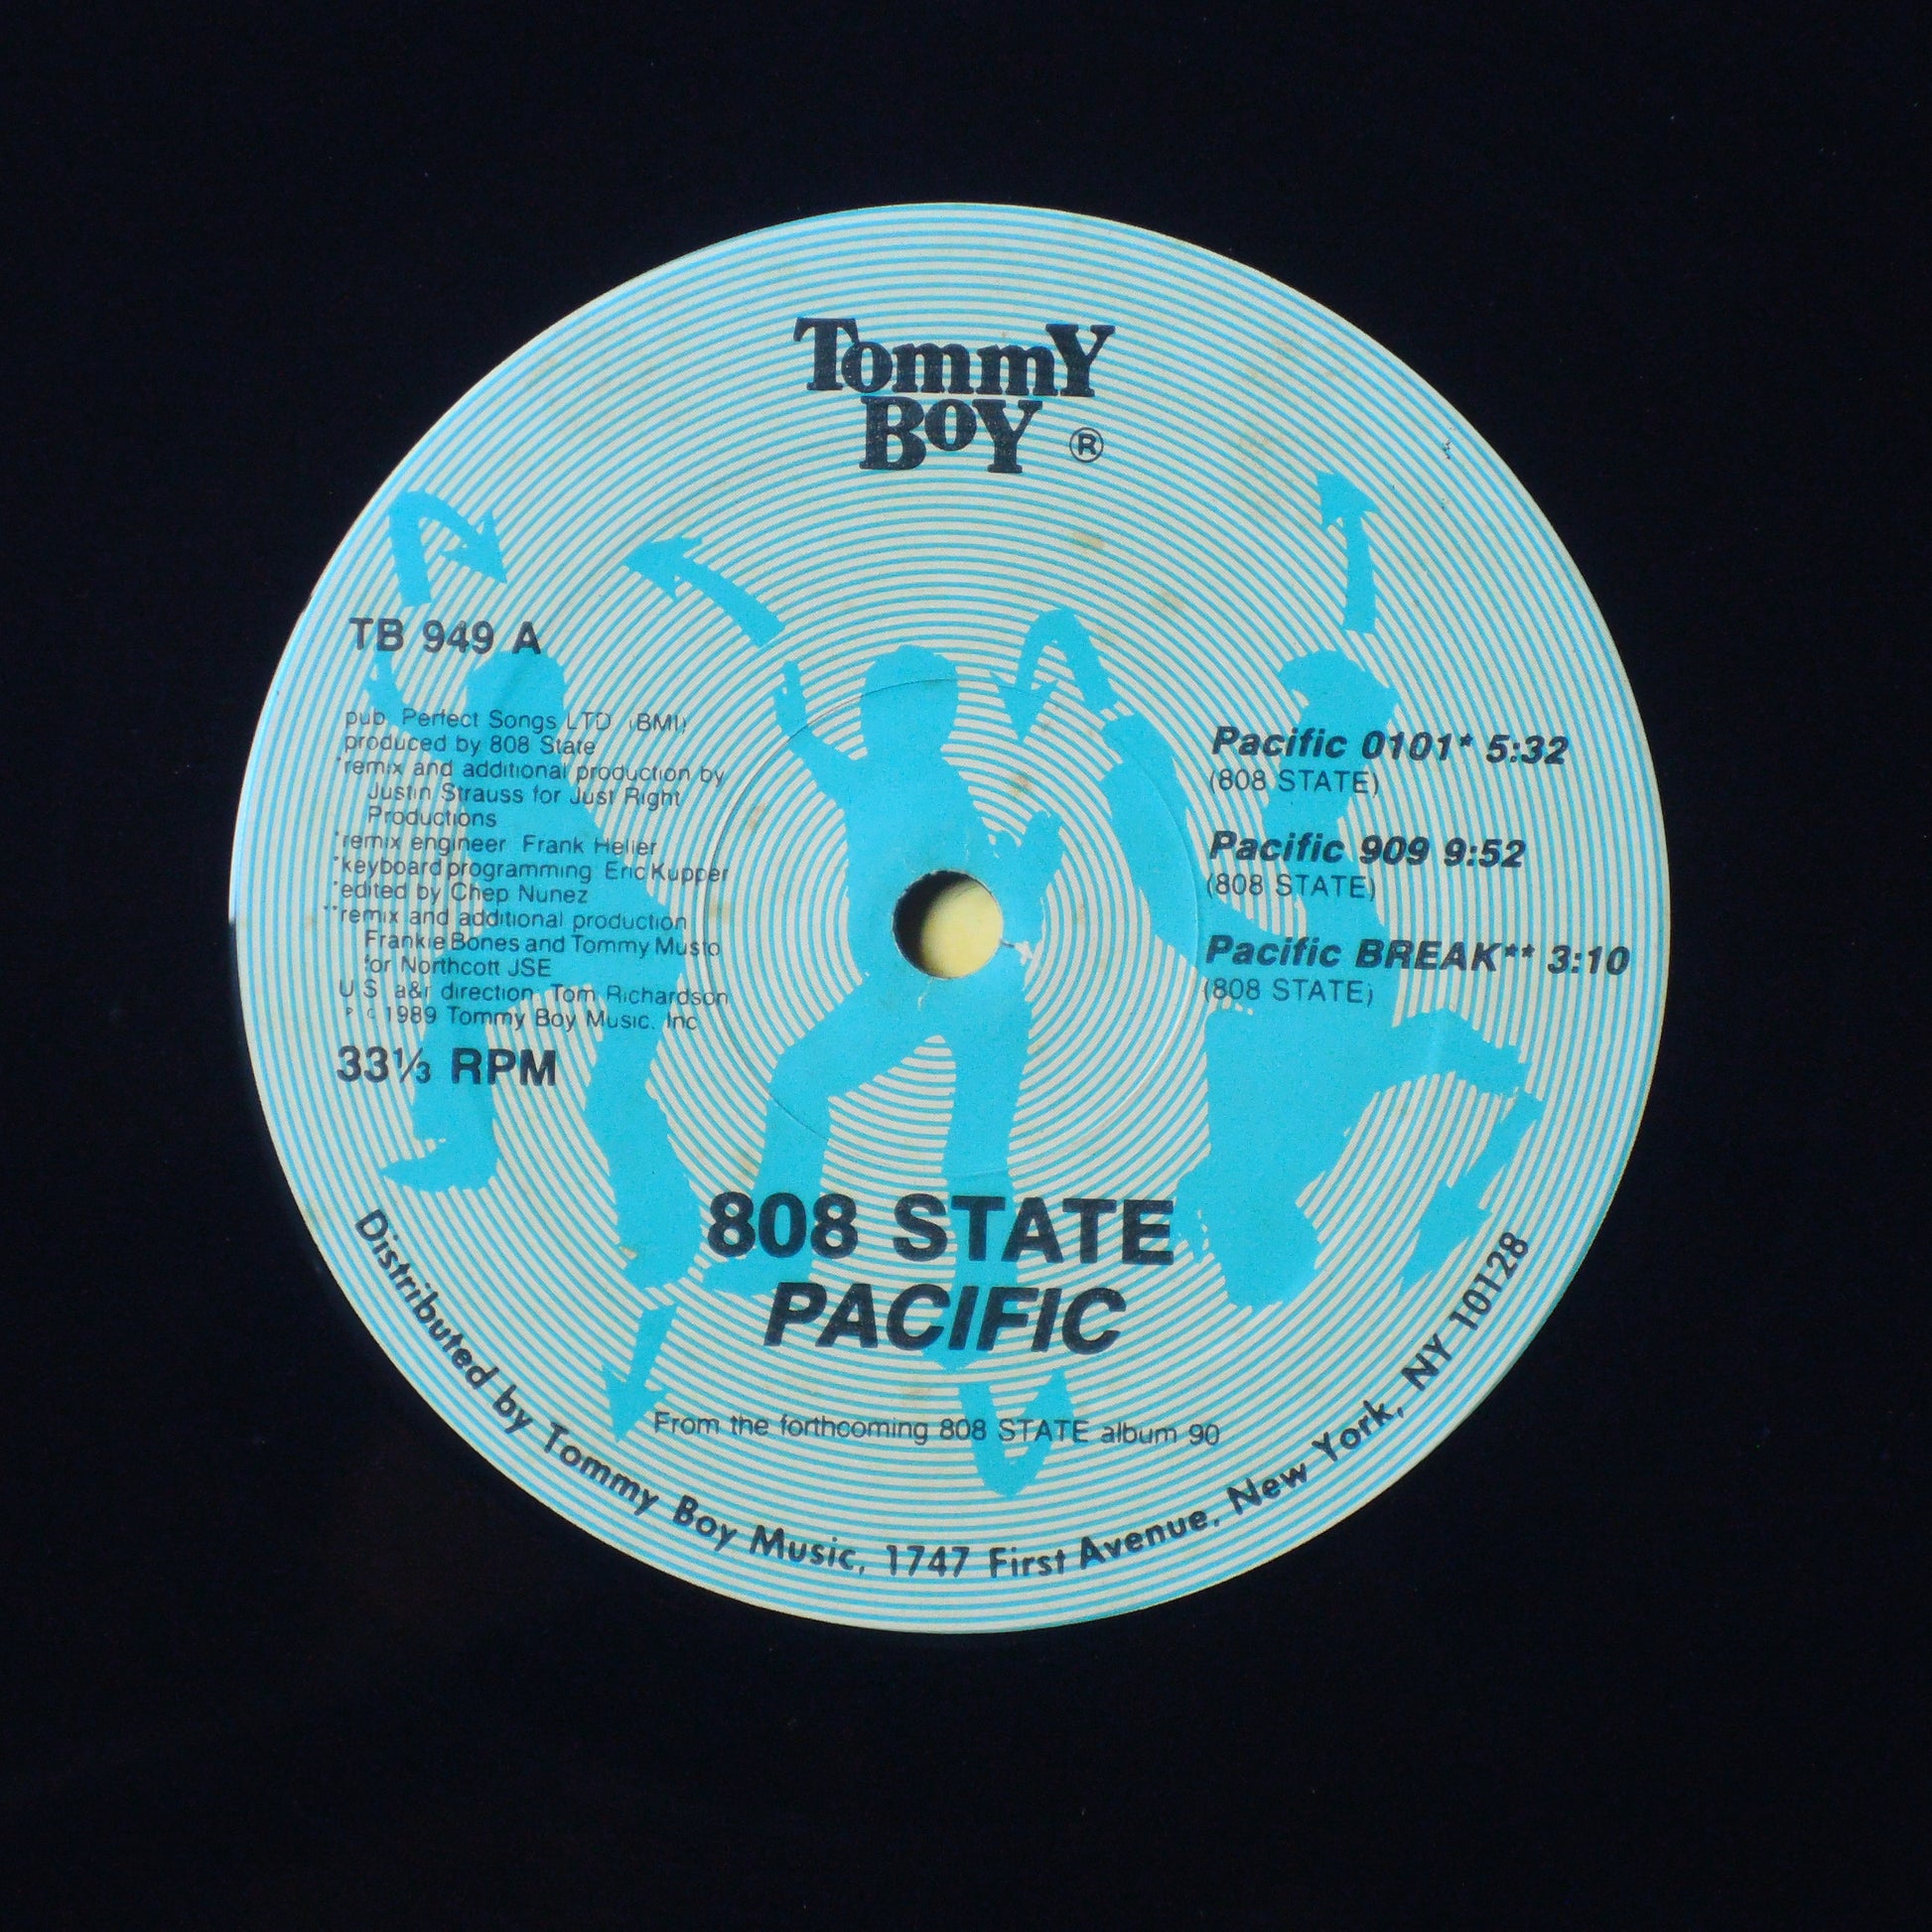 Tommy
Boy ®
TB 949 A
pub. Perfect Songs LTD (BMI)
produced by 808 State
*remix and additional production by
Justin Strauss for Just Right
Productions
*remix engineer Frank Heller
*keyboard programming Eric Kupper
*edited by Chep Nunez
**remix and additional production
Frankie Bones and Tommy Musto
for Northcott JSE
U.S. a&r direction Tom Richardson
P C 1989 Tommy Boy Music, Inc
33⅓ RPM
Pacific 0101* 5:32
(808 STATE)
Pacific 909 9:52
(808 STATE)
Pacific BREAK** 3:10
(808 STATE)
808 STATE
PACIFIC
From the forthcoming 808 STATE album 90
Distributed by Tommy Boy Music, 1747 First Avenue, New York, NY 10128